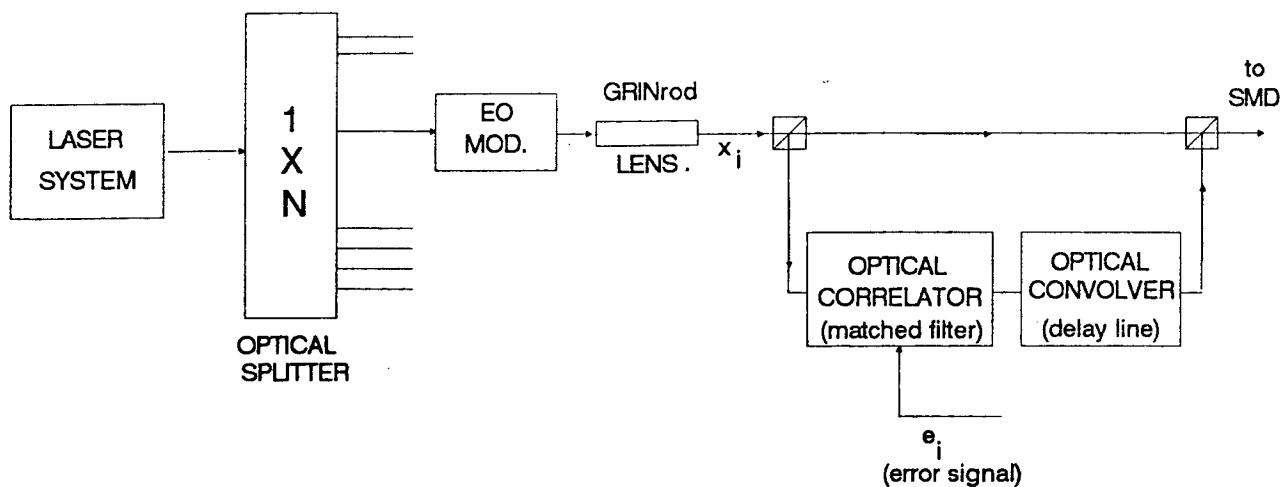 LASER
SYSTEM
1
X
N
OPTICAL
SPLITTER
EO
MOD.
GRINrod
LENS .
x i
to
SMD
OPTICAL
CORRELATOR
(matched filter)
OPTICAL
CONVOLVER
(delay line)
e i
(error signal)